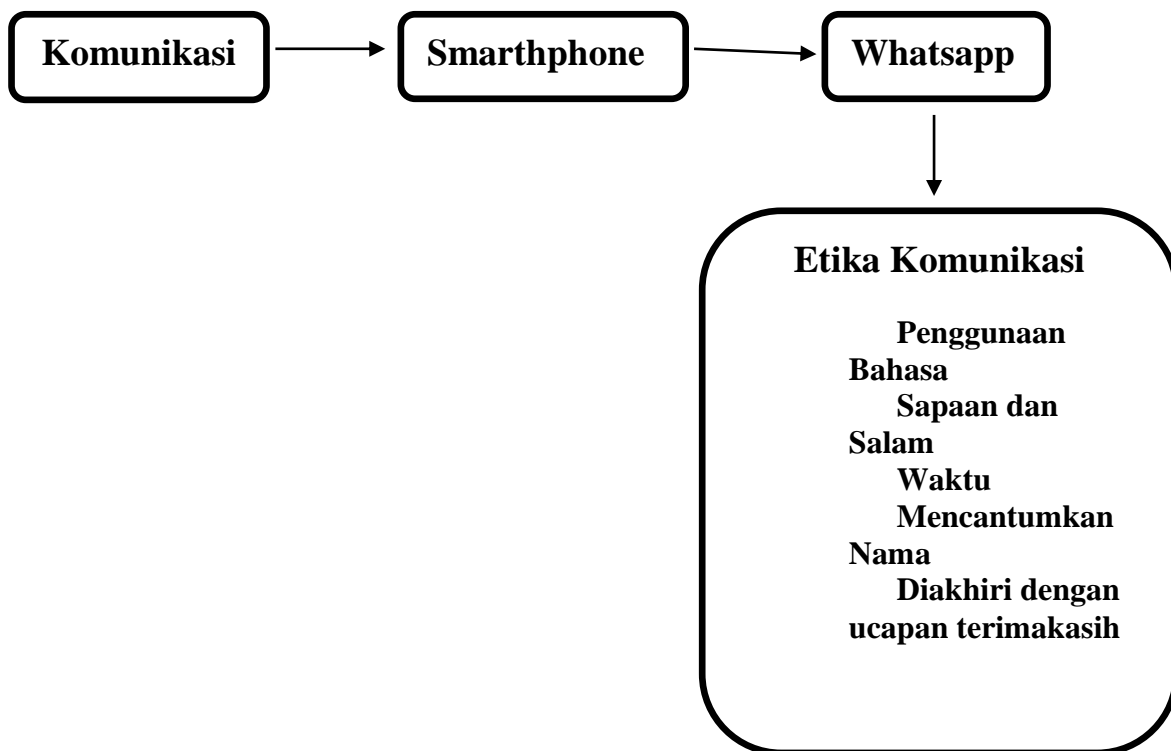 Komunikasi
Smarthphone
Whatsapp
Etika Komunikasi
Penggunaan
Bahasa
Sapaan dan
Salam
Waktu
Mencantumkan
Nama
Diakhiri dengan
ucapan terimakasih